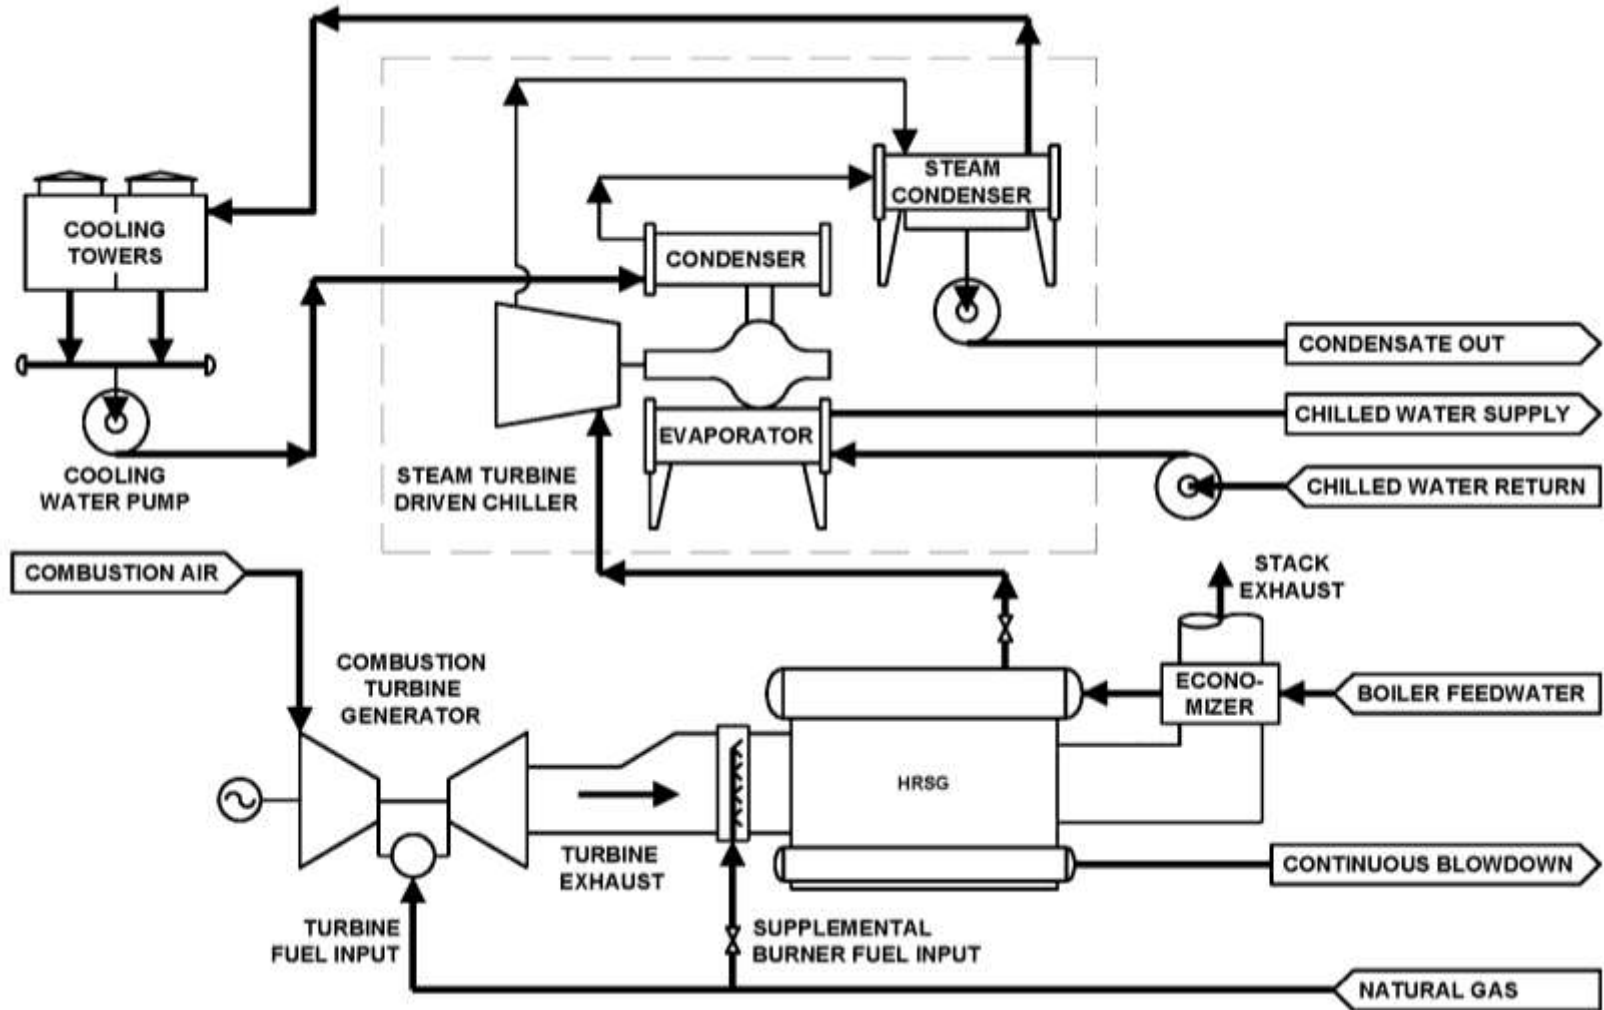 STEAM
CONDENSER
COOLING
TOWERS
CONDENSER
CONDENSATE OUT
CHILLED WATER SUPPLY
EVAPORATOR
COOLING
WATER PUMP
STEAM TURBINE
DRIVEN CHILLER
CHILLED WATER RETURN
COMBUSTION AIR
STACK
EXHAUST
COMBUSTION
TURBINE
GENERATOR
ECONO-
MIZER
BOILER FEEDWATER
HRSG
TURBINE
EXHAUST
CONTINUOUS BLOWDOWN
TURBINE
FUEL INPUT
SUPPLEMENTAL
BURNER FUEL INPUT
NATURAL GAS